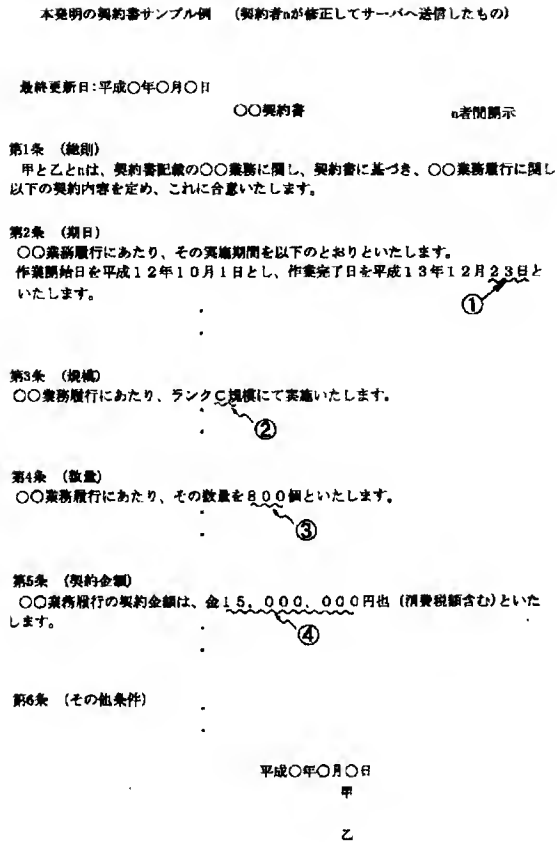 本発明の契約書サンプル例　（契約者nが修正してサーバへ送信したもの）
最終更新日：平成○年○月○日
○○契約書　　　n者間開示
第1条　（総則）
甲と乙とnは、契約書記載の○○業務に関し、契約書に基づき、○○業務履行に関し
以下の契約内容を定め、これに合意いたします。
第2条　（期日）
○○業務履行にあたり、その実施期間を以下のとおりといたします。
作業開始日を平成１２年１０月１日とし、作業完了日を平成１３年１２月２３日と
いたします。
①
第3条　（規模）
○○業務履行にあたり、ランクＣ規模にて実施いたします。
②
第4条　（数量）
○○業務履行にあたり、その数量を８００個といたします。
③
第5条　（契約金額）
○○業務履行の契約金額は、金１５，０００，０００円也（消費税額含む）といた
します。
④
第6条　（その他条件）
平成○年○月○日
甲
乙